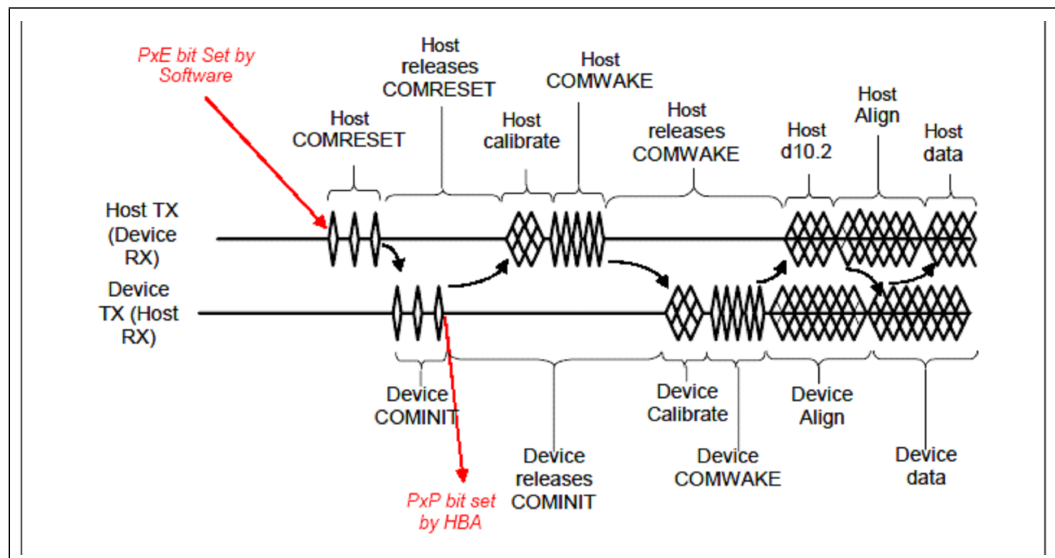 PxE bit Set by
Software
Host
COMRESET
Host
releases
COMRESET
Host
calibrate
Host
COMWAKE
Host
releases
COMWAKE
Host
d10.2
Host
Align
Host
data
Host TX
(Device
RX)
Device
TX (Host
RX)
Device
COMINIT
Device
releases
COMINIT
Device
Calibrate
Device
COMWAKE
Device
Align
Device
data
PxP bit set
by HBA